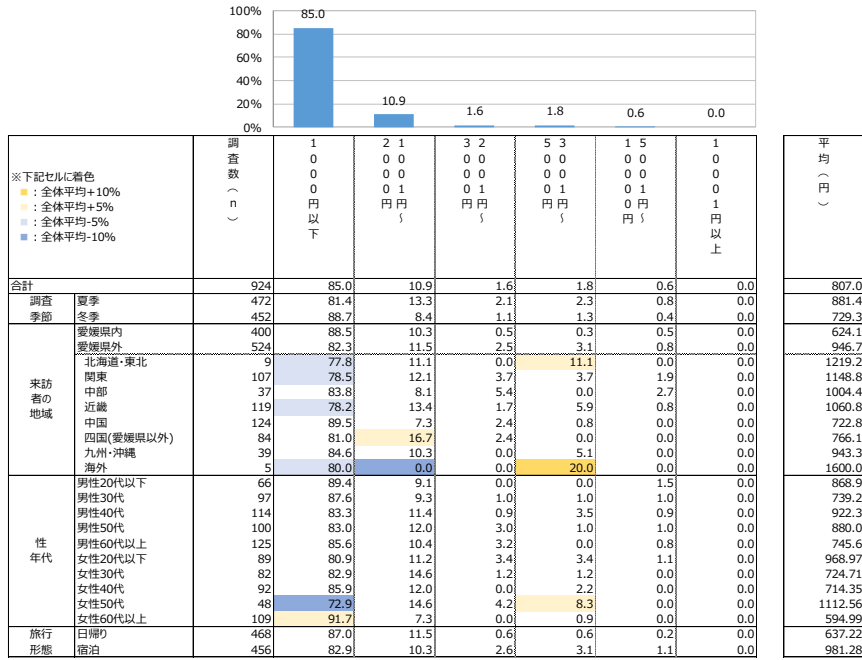 100%
80%
60%
40%
20%
0%
85.0
10.9
1.6
1.8
0.6
0.0
※下記セルに着色
■：全体平均+10%
■：全体平均+5%
■：全体平均-5%
■：全体平均-10%
調査数（n）
1000円以下
1001円～2000円
2001円～3000円
3001円～5000円
5001円～10000円
10001円以上
平均（円）
合計 924 85.0 10.9 1.6 1.8 0.6 0.0 807.0
調査季節
夏季 472 81.4 13.3 2.1 2.3 0.8 0.0 881.4
冬季 452 88.7 8.4 1.1 1.3 0.4 0.0 729.3
来訪者の地域
愛媛県内 400 88.5 10.3 0.5 0.3 0.5 0.0 624.1
愛媛県外 524 82.3 11.5 2.5 3.1 0.8 0.0 946.7
北海道・東北 9 77.8 11.1 0.0 11.1 0.0 0.0 1219.2
関東 107 78.5 12.1 3.7 3.7 1.9 0.0 1148.8
中部 37 83.8 8.1 5.4 0.0 2.7 0.0 1004.4
近畿 119 78.2 13.4 1.7 5.9 0.8 0.0 1060.8
中国 124 89.5 7.3 2.4 0.8 0.0 0.0 722.8
四国(愛媛県以外) 84 81.0 16.7 2.4 0.0 0.0 0.0 766.1
九州・沖縄 39 84.6 10.3 0.0 5.1 0.0 0.0 943.3
海外 5 80.0 0.0 0.0 20.0 0.0 0.0 1600.0
性年代
男性20代以下 66 89.4 9.1 0.0 0.0 1.5 0.0 868.9
男性30代 97 87.6 9.3 1.0 1.0 1.0 0.0 739.2
男性40代 114 83.3 11.4 0.9 3.5 0.9 0.0 922.3
男性50代 100 83.0 12.0 3.0 1.0 1.0 0.0 880.0
男性60代以上 125 85.6 10.4 3.2 0.0 0.8 0.0 745.6
女性20代以下 89 80.9 11.2 3.4 3.4 1.1 0.0 968.97
女性30代 82 82.9 14.6 1.2 1.2 0.0 0.0 724.71
女性40代 92 85.9 12.0 0.0 2.2 0.0 0.0 714.35
女性50代 48 72.9 14.6 4.2 8.3 0.0 0.0 1112.56
女性60代以上 109 91.7 7.3 0.0 0.9 0.0 0.0 594.99
旅行形態
日帰り 468 87.0 11.5 0.6 0.6 0.2 0.0 637.22
宿泊 456 82.9 10.3 2.6 3.1 1.1 0.0 981.28